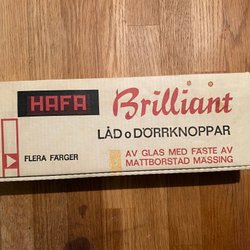 HAFA Brilliant
LÅD o DÖRRKNOPPAR
FLERA FÄRGER
AV GLAS MED FÄSTE AV
MATTBORSTAD MÄSSING